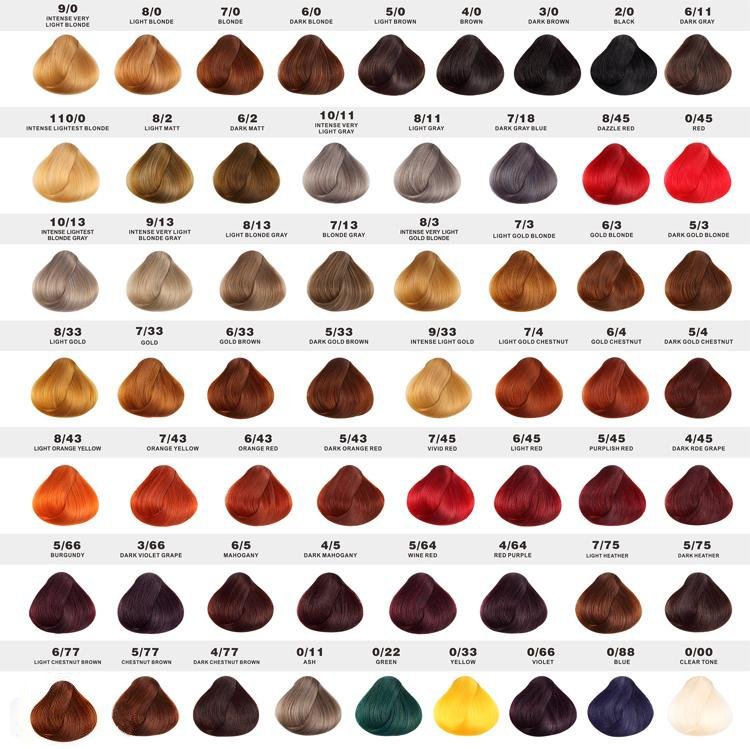 9/0 8/0 7/0 6/0 5/0 4/0 3/0 2/0 6/11
INTENSE VERY LIGHT BLONDE BLONDE DARK BLONDE LIGHT BROWN BROWN DARK BROWN BLACK DARK GRAY
LIGHT BLONDE
110/0 8/2 6/2 10/11 8/11 7/18 8/45 0/45
INTENSE LIGHTEST BLONDE LIGHT MATT DARK MATT INTENSE VERY LIGHT GRAY DARK GRAY BLUE DAZZLE RED RED
LIGHT GRAY
10/13 9/13 8/13 7/13 8/3 7/3 6/3 5/3
INTENSE LIGHTEST INTENSE VERY LIGHT LIGHT BLONDE GRAY BLONDE GRAY INTENSE VERY LIGHT LIGHT GOLD BLONDE GOLD BLONDE DARK GOLD BLONDE
BLONDE GRAY BLONDE GRAY GOLD BLONDE
8/33 7/33 6/33 5/33 9/33 7/4 6/4 5/4
LIGHT GOLD GOLD GOLD BROWN DARK GOLD BROWN INTENSE LIGHT GOLD LIGHT GOLD CHESTNUT GOLD CHESTNUT DARK GOLD CHESTNUT
8/43 7/43 6/43 5/43 7/45 6/45 5/45 4/45
LIGHT ORANGE YELLOW ORANGE YELLOW ORANGE RED DARK ORANGE RED VIVID RED LIGHT RED PURPLISH RED DARK RDE GRAPE
5/66 3/66 6/5 4/5 5/64 4/64 7/75 5/75
BURGUNDY DARK VIOLET GRAPE MAHOGANY DARK MAHOGANY WINE RED RED PURPLE LIGHT HEATHER DARK HEATHER
6/77 5/77 4/77 0/11 0/22 0/33 0/66 0/88 0/00
LIGHT CHESTNUT BROWN CHESTNUT BROWN DARK CHESTNUT BROWN ASH GREEN YELLOW VIOLET BLUE CLEAR TONE